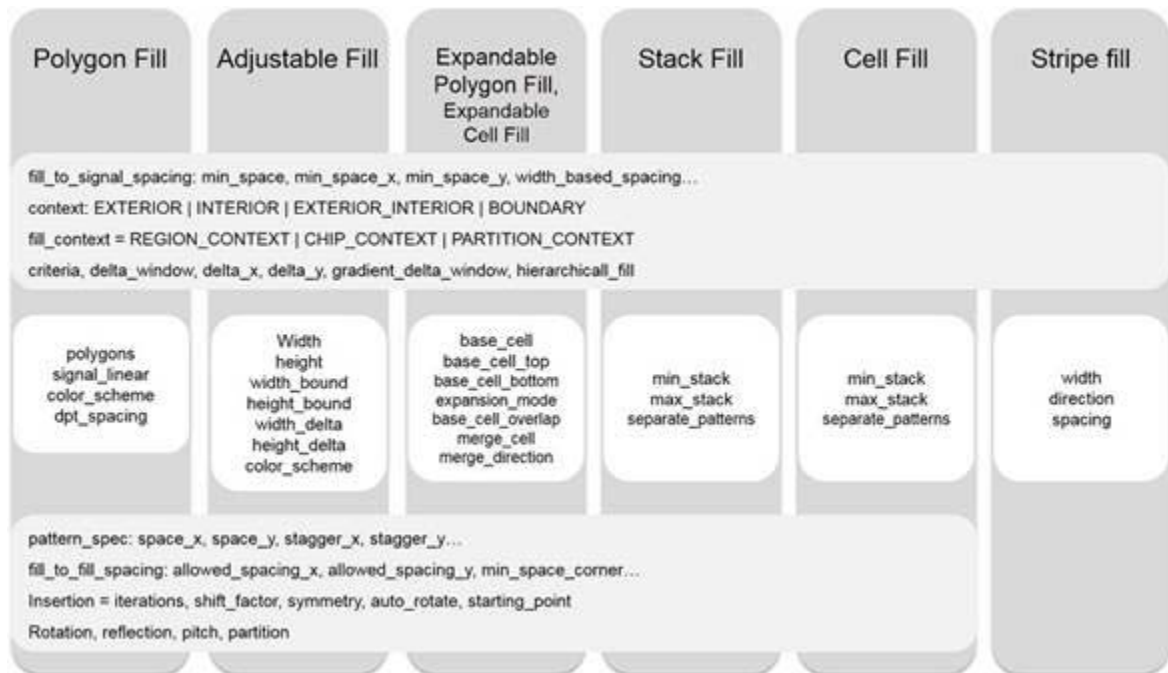 Polygon Fill
Adjustable Fill
Expandable
Polygon Fill,
Expandable
Cell Fill
Stack Fill
Cell Fill
Stripe fill
fill_to_signal_spacing: min_space, min_space_x, min_space_y, width_based_spacing…
context: EXTERIOR | INTERIOR | EXTERIOR_INTERIOR | BOUNDARY
fill_context = REGION_CONTEXT | CHIP_CONTEXT | PARTITION_CONTEXT
criteria, delta_window, delta_x, delta_y, gradient_delta_window, hierarchicall_fill
polygons
signal_linear
color_scheme
dpt_spacing
Width
height
width_bound
height_bound
width_delta
height_delta
color_scheme
base_cell
base_cell_top
base_cell_bottom
expansion_mode
base_cell_overlap
merge_cell
merge_direction
min_stack
max_stack
separate_patterns
min_stack
max_stack
separate_patterns
width
direction
spacing
pattern_spec: space_x, space_y, stagger_x, stagger_y…
fill_to_fill_spacing: allowed_spacing_x, allowed_spacing_y, min_space_corner…
Insertion = iterations, shift_factor, symmetry, auto_rotate, starting_point
Rotation, reflection, pitch, partition